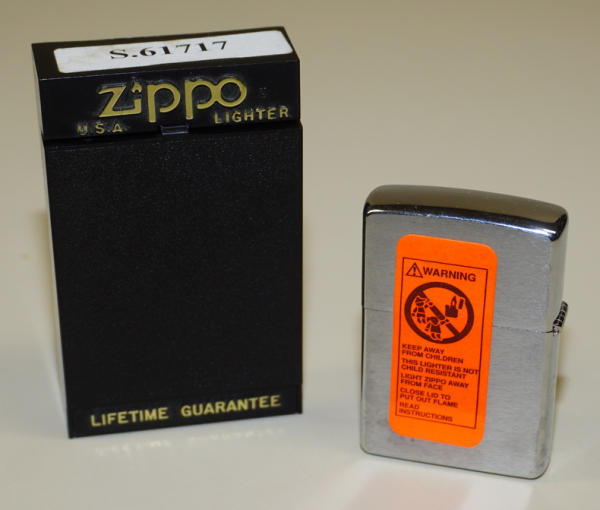 S.61717
Zippo
U.S.A LIGHTER
LIFETIME GUARANTEE
WARNING
KEEP AWAY
FROM CHILDREN
THIS LIGHTER IS NOT
CHILD RESISTANT
LIGHT ZIPPO AWAY
FROM FACE
CLOSE LID TO
PUT OUT FLAME
READ
INSTRUCTIONS